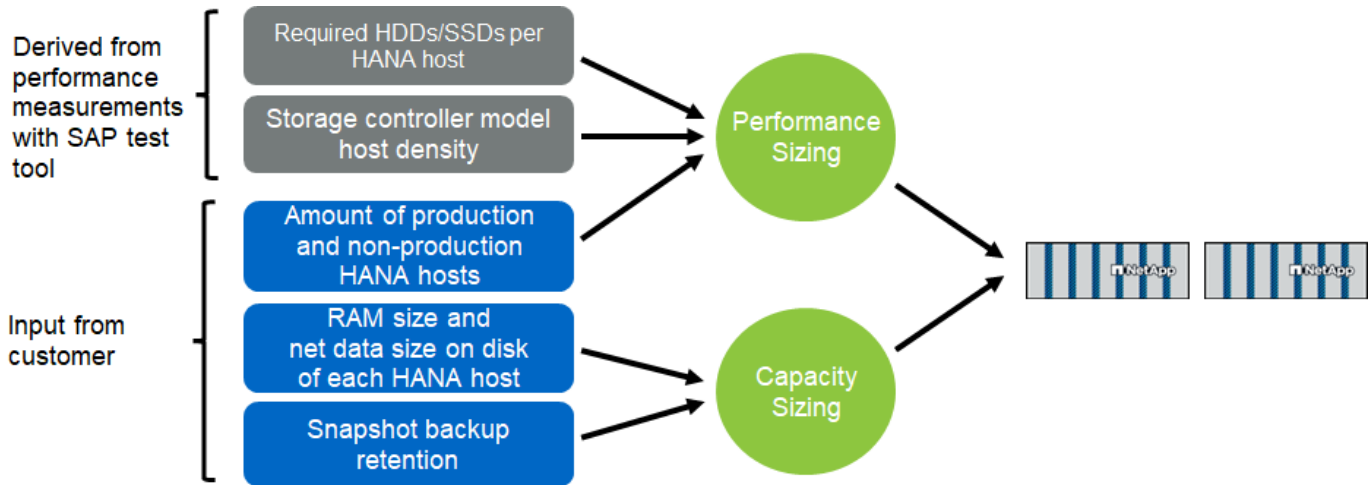 Derived from
performance
measurements
with SAP test
tool
Required HDDs/SSDs per
HANA host
Storage controller model
host density
Performance
Sizing
Input from
customer
Amount of production
and non-production
HANA hosts
RAM size and
net data size on disk
of each HANA host
Snapshot backup
retention
Capacity
Sizing
NetApp
NetApp